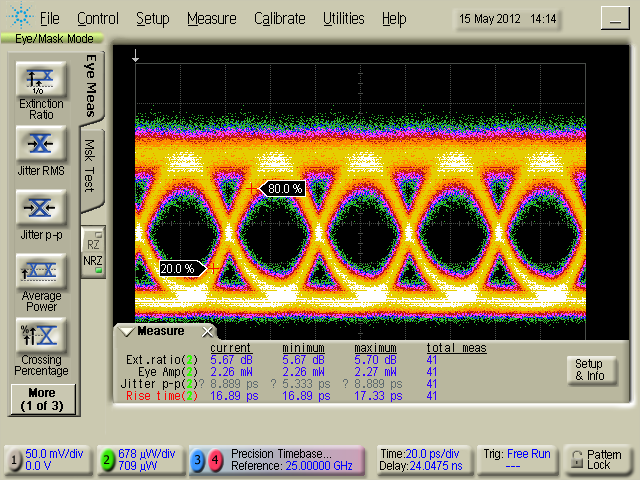 File Control Setup Measure Calibrate Utilities Help 15 May 2012 14:14
Eye/Mask Mode
Eye Meas
Msk Test
1/0
Extinction
Ratio
Jitter RMS
Jitter p-p
RZ
NRZ
Average
Power
%
Crossing
Percentage
More
(1 of 3)
80.0 %
20.0 %
Measure
current minimum maximum total meas
Ext.ratio(2) 5.67 dB 5.67 dB 5.70 dB 41
Eye Amp(2) 2.26 mW 2.26 mW 2.27 mW 41
Jitter p-p(2)? 8.889 ps ? 5.333 ps ? 8.889 ps 41
Rise time(2) 16.89 ps 16.89 ps 17.33 ps 41
Setup
& Info
1 50.0 mV/div
0.0 V
2 678 µW/div
709 µW
3 4 Precision Timebase...
Reference: 25.00000 GHz
Time:20.0 ps/div
Delay:24.0475 ns
Trig: Free Run
---
Pattern
Lock